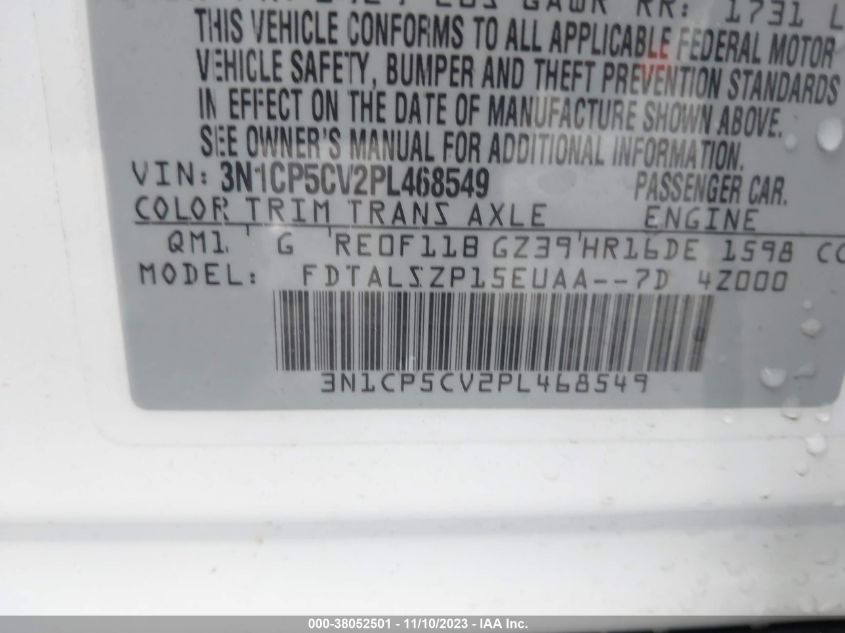 GAWR RR: 1731 L
THIS VEHICLE CONFORMS TO ALL APPLICABLE FEDERAL MOTOR
VEHICLE SAFETY, BUMPER AND THEFT PREVENTION STANDARDS
IN EFFECT ON THE DATE OF MANUFACTURE SHOWN ABOVE.
SEE OWNER'S MANUAL FOR ADDITIONAL INFORMATION.
VIN: 3N1CP5CV2PL468549 PASSENGER CAR.
COLOR TRIM TRANS AXLE ENGINE
QM1 G RE0F11B GZ39 HR16DE 1598 CC
MODEL: FDTALSZP15EUAA--7D 4Z000
3N1CP5CV2PL468549
000-38052501 - 11/10/2023 - IAA, Inc.